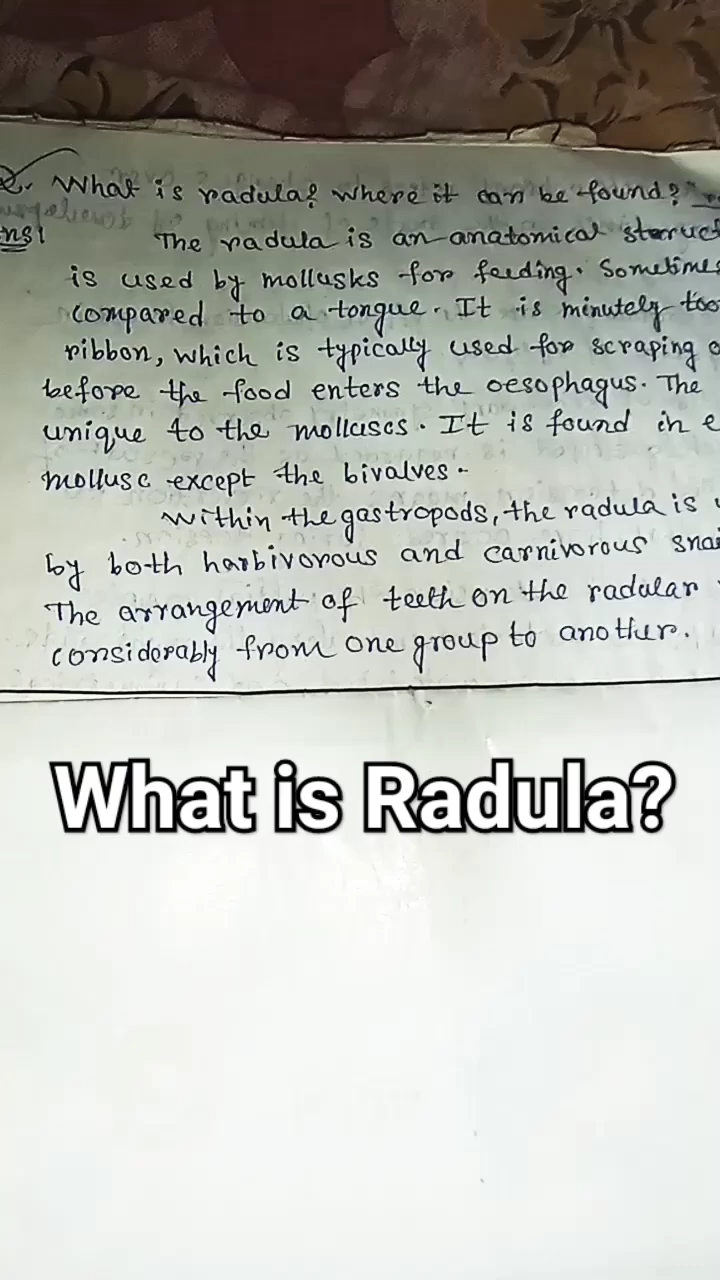 Q. What is radula? Where it can be found?
Ans!
The radula is an anatomical struct
is used by mollusks for feeding. Sometimes
compared to a tongue. It is minutely too
ribbon, which is typically used for scraping o
before the food enters the oesophagus. The
unique to the molluscs. It is found in e
mollusc except the bivalves.
Within the gastropods, the radula is u
by both harbivorous and carnivorous snai
The arrangement of teeth on the radular
considerably from one group to another.
What is Radula?